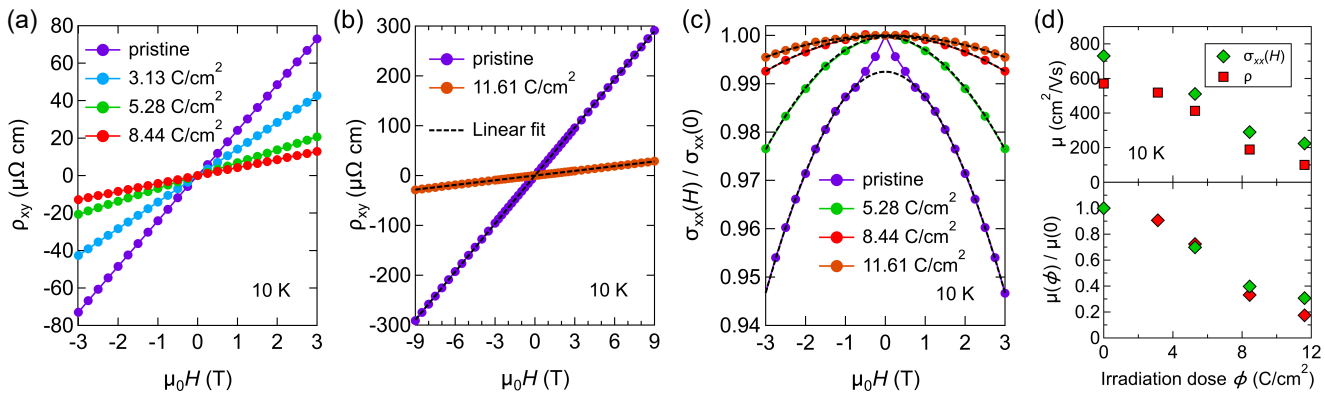 (a)
80
60
40
20
0
-20
-40
-60
-80
ρxy (μΩ cm)
pristine
3.13 C/cm²
5.28 C/cm²
8.44 C/cm²
10 K
-3 -2 -1 0 1 2 3
μ₀H (T)
(b)
300
200
100
0
-100
-200
-300
ρxy (μΩ cm)
pristine
11.61 C/cm²
Linear fit
10 K
-9 -6 -3 0 3 6 9
μ₀H (T)
(c)
1.00
0.99
0.98
0.97
0.96
0.95
0.94
σxx(H) / σxx(0)
pristine
5.28 C/cm²
8.44 C/cm²
11.61 C/cm²
10 K
-3 -2 -1 0 1 2 3
μ₀H (T)
(d)
800
600
400
200
0
μ (cm²/Vs)
σxx(H)
ρ
10 K
1.0
0.8
0.6
0.4
0.2
0
μ(ϕ) / μ(0)
0 4 8 12
Irradiation dose ϕ (C/cm²)